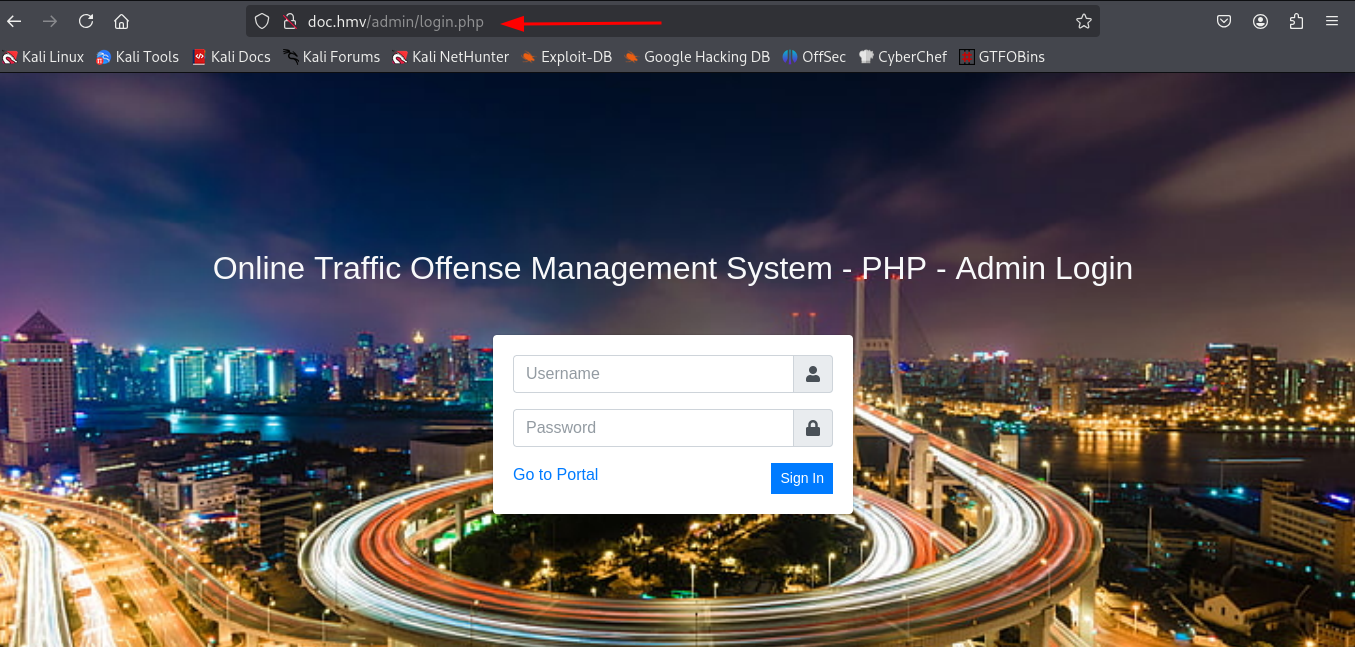 doc.hmv/admin/login.php
Kali Linux Kali Tools Kali Docs Kali Forums Kali NetHunter Exploit-DB Google Hacking DB OffSec CyberChef GTFOBins
Online Traffic Offense Management System - PHP - Admin Login
Username
Password
Go to Portal Sign In